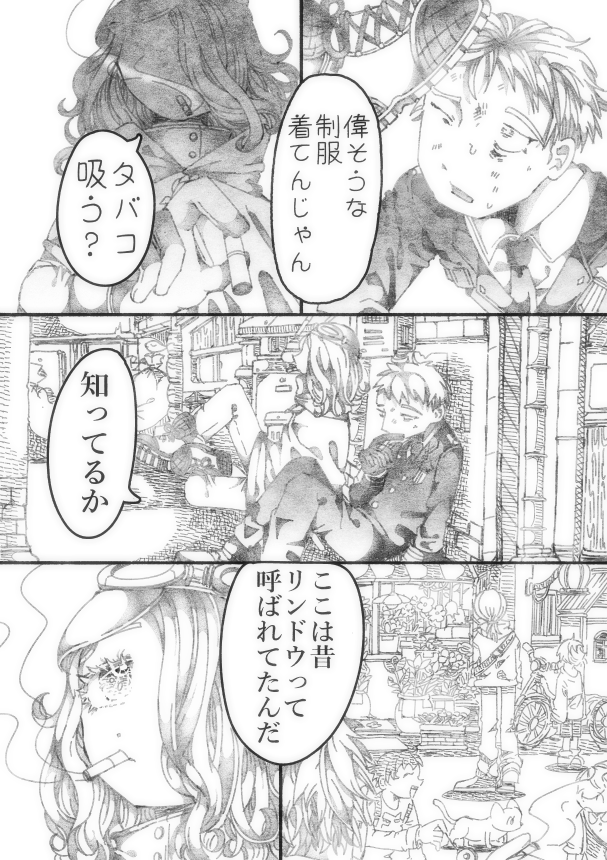 偉そうな
制服
着てんじゃん
タバコ
吸う？
知ってるか
ここは昔
リンドウって
呼ばれてたんだ